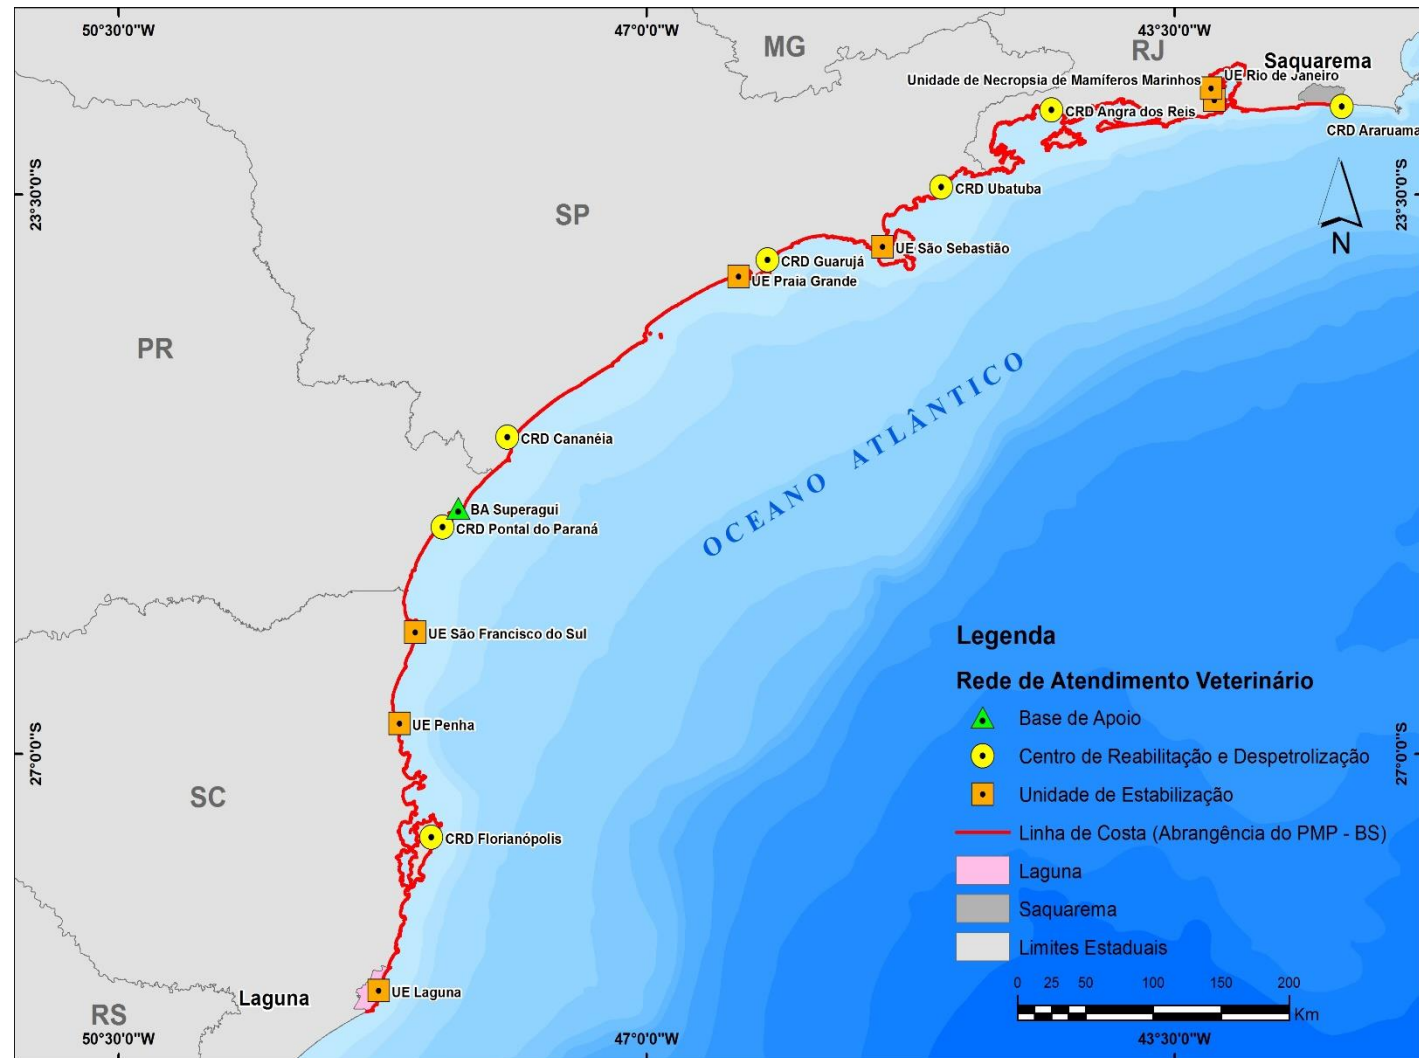 50°30'0"W
47°0'0"W
43°30'0"W
MG
RJ
Saquarema
Unidade de Necropsia de Mamíferos Marinhos
UE Rio de Janeiro
CRD Angra dos Reis
CRD Araruama
23°30'0"S
23°30'0"S
CRD Ubatuba
SP
N
UE São Sebastião
CRD Guarujá
UE Praia Grande
PR
OCEANO ATLÂNTICO
CRD Cananéia
BA Superagui
CRD Pontal do Paraná
UE São Francisco do Sul
UE Penha
27°0'0"S
27°0'0"S
SC
CRD Florianópolis
UE Laguna
Laguna
RS
Legenda
Rede de Atendimento Veterinário
Base de Apoio
Centro de Reabilitação e Despetrolização
Unidade de Estabilização
Linha de Costa (Abrangência do PMP - BS)
Laguna
Saquarema
Limites Estaduais
0 25 50 100 150 200
Km
50°30'0"W
47°0'0"W
43°30'0"W